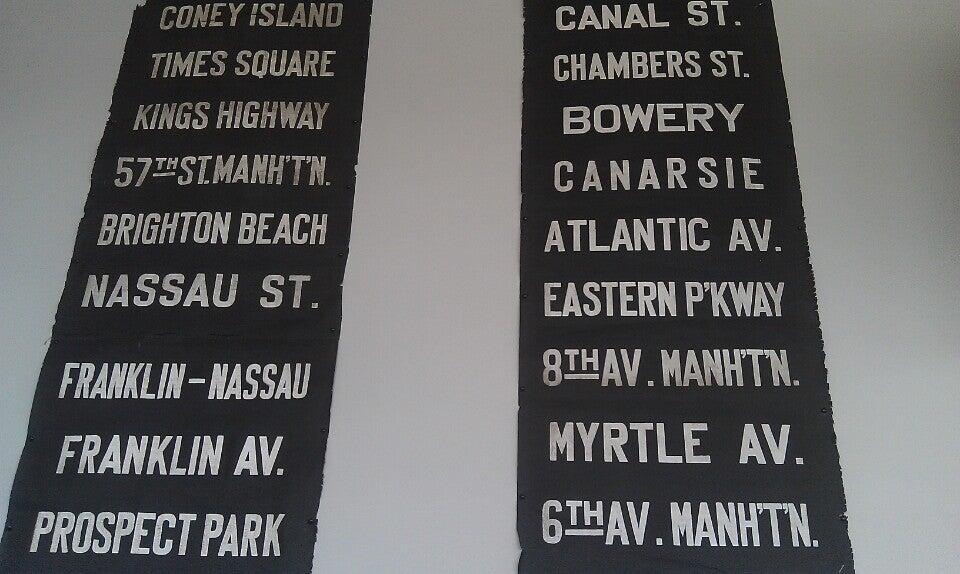 CONEY ISLAND
TIMES SQUARE
KINGS HIGHWAY
57TH ST. MANH'T'N.
BRIGHTON BEACH
NASSAU ST.
FRANKLIN-NASSAU
FRANKLIN AV.
PROSPECT PARK
CANAL ST.
CHAMBERS ST.
BOWERY
CANARSIE
ATLANTIC AV.
EASTERN P'KWAY
8TH AV. MANH'T'N.
MYRTLE AV.
6TH AV. MANH'T'N.